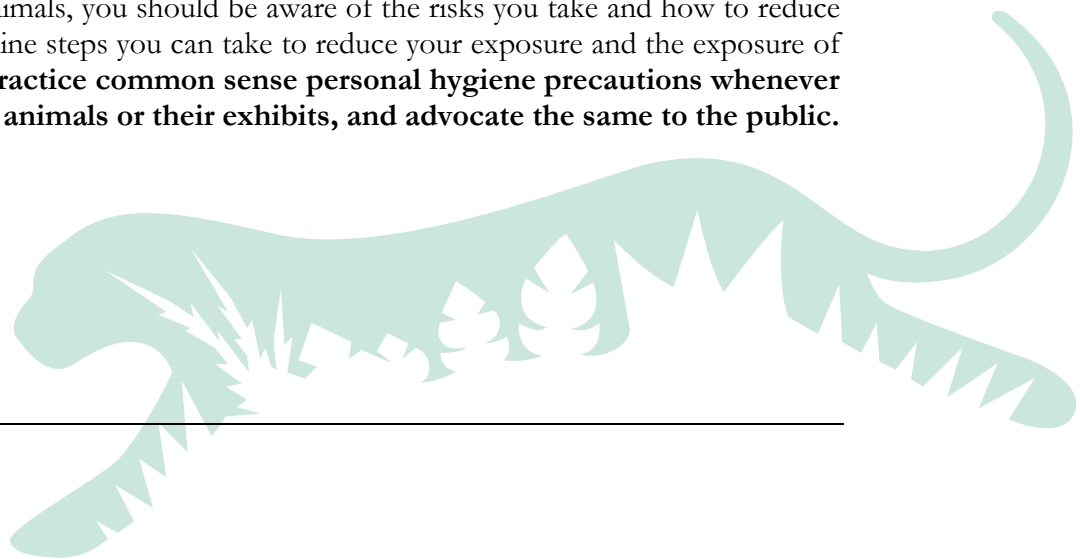 nimals, you should be aware of the risks you take and how to reduce
ine steps you can take to reduce your exposure and the exposure of
ractice common sense personal hygiene precautions whenever
animals or their exhibits, and advocate the same to the public.